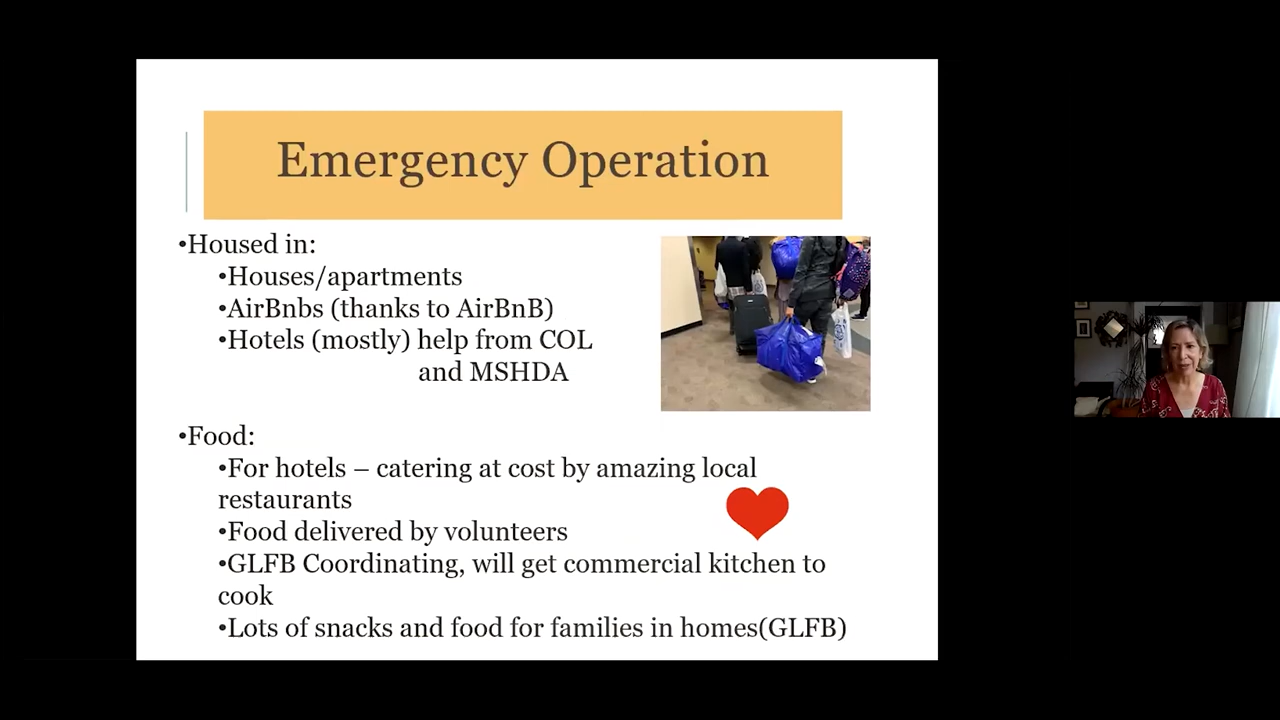 Emergency Operation
•Housed in:
•Houses/apartments
•AirBnbs (thanks to AirBnB)
•Hotels (mostly) help from COL
and MSHDA
•Food:
•For hotels – catering at cost by amazing local
restaurants
•Food delivered by volunteers
•GLFB Coordinating, will get commercial kitchen to
cook
•Lots of snacks and food for families in homes(GLFB)